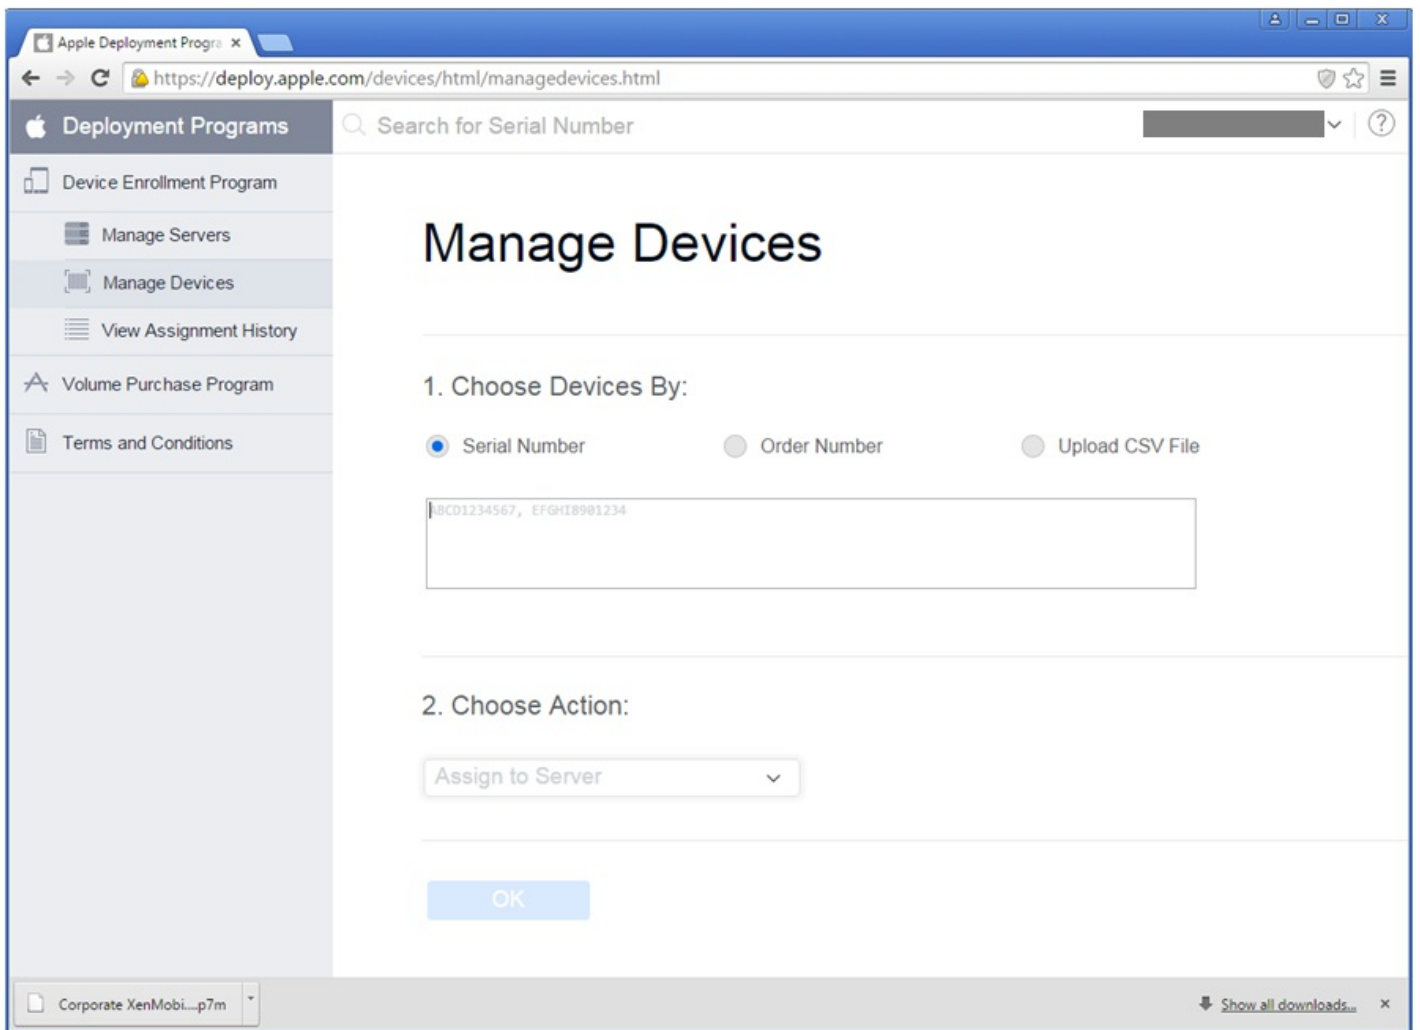 Apple Deployment Progra
https://deploy.apple.com/devices/html/managedevices.html
Deployment Programs
Search for Serial Number
Device Enrollment Program
Manage Servers
Manage Devices
View Assignment History
Volume Purchase Program
Terms and Conditions
Manage Devices
1. Choose Devices By:
Serial Number
Order Number
Upload CSV File
ABCD1234567, EFGHI8901234
2. Choose Action:
Assign to Server
OK
Corporate XenMobi....p7m
Show all downloads...